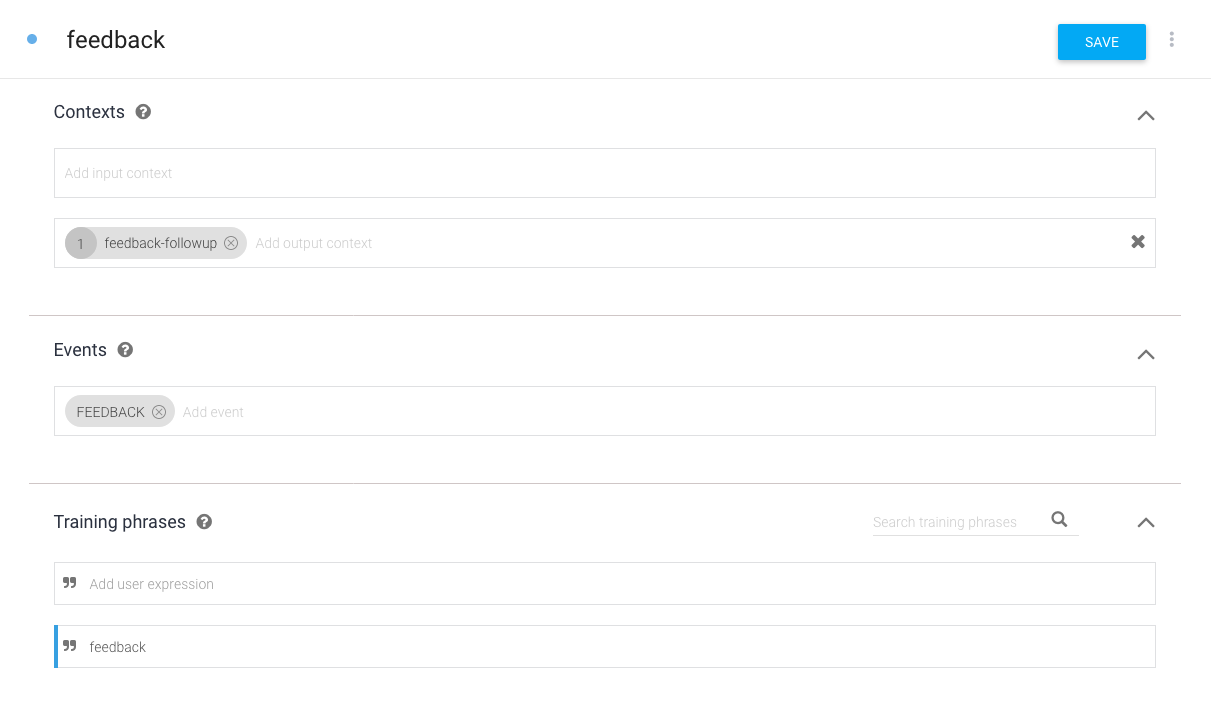 feedback
SAVE
Contexts
Add input context
1 feedback-followup Add output context
Events
FEEDBACK Add event
Training phrases
Search training phrases
Add user expression
feedback